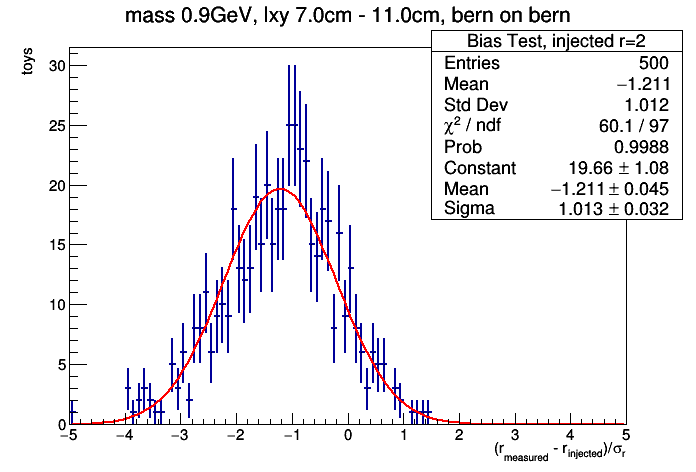 mass 0.9GeV, lxy 7.0cm - 11.0cm, bern on bern
Bias Test, injected r=2
Entries 500
Mean −1.211
Std Dev 1.012
χ² / ndf 60.1 / 97
Prob 0.9988
Constant 19.66 ± 1.08
Mean −1.211 ± 0.045
Sigma 1.013 ± 0.032
toys
30
25
20
15
10
5
0
−5 −4 −3 −2 −1 0 1 2 3 4 5
(r_measured - r_injected)/σ_r